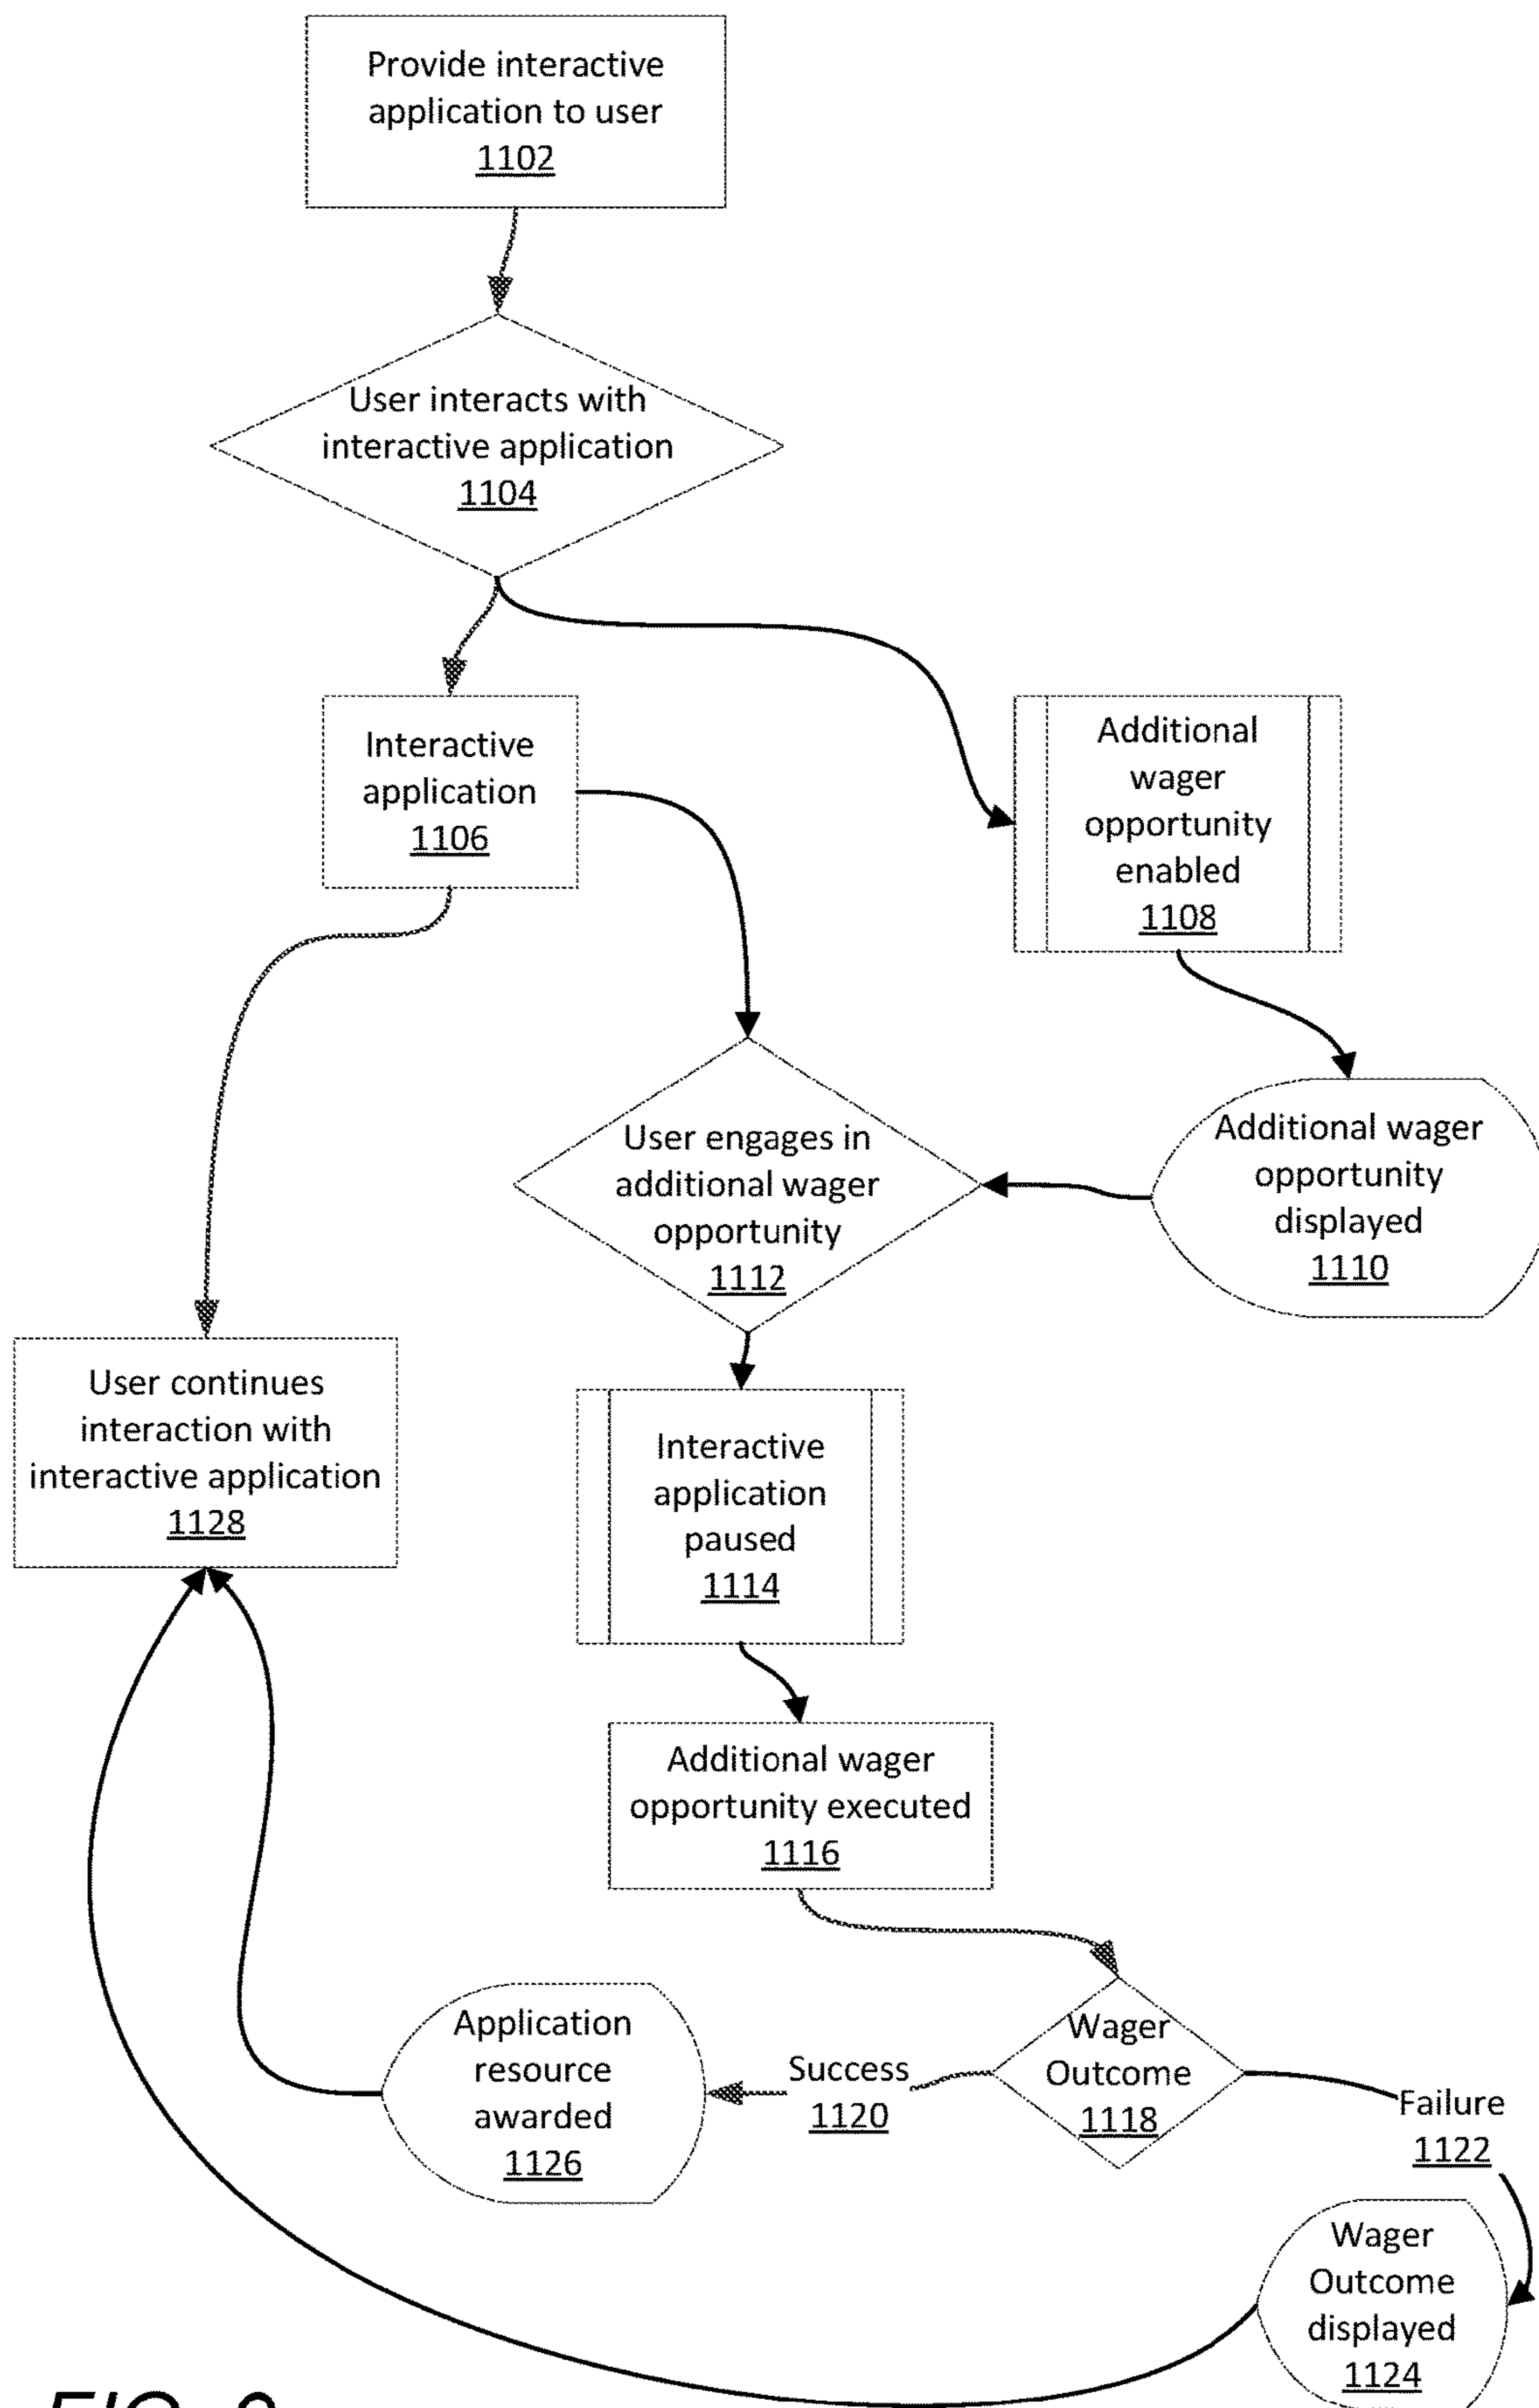 Provide interactive
application to user
1102
User interacts with
interactive application
1104
Interactive
application
1106
Additional
wager
opportunity
enabled
1108
Additional wager
opportunity
displayed
1110
User engages in
additional wager
opportunity
1112
User continues
interaction with
interactive application
1128
Interactive
application
paused
1114
Additional wager
opportunity executed
1116
Wager
Outcome
1118
Success
1120
Application
resource
awarded
1126
Failure
1122
Wager
Outcome
displayed
1124
FIG.